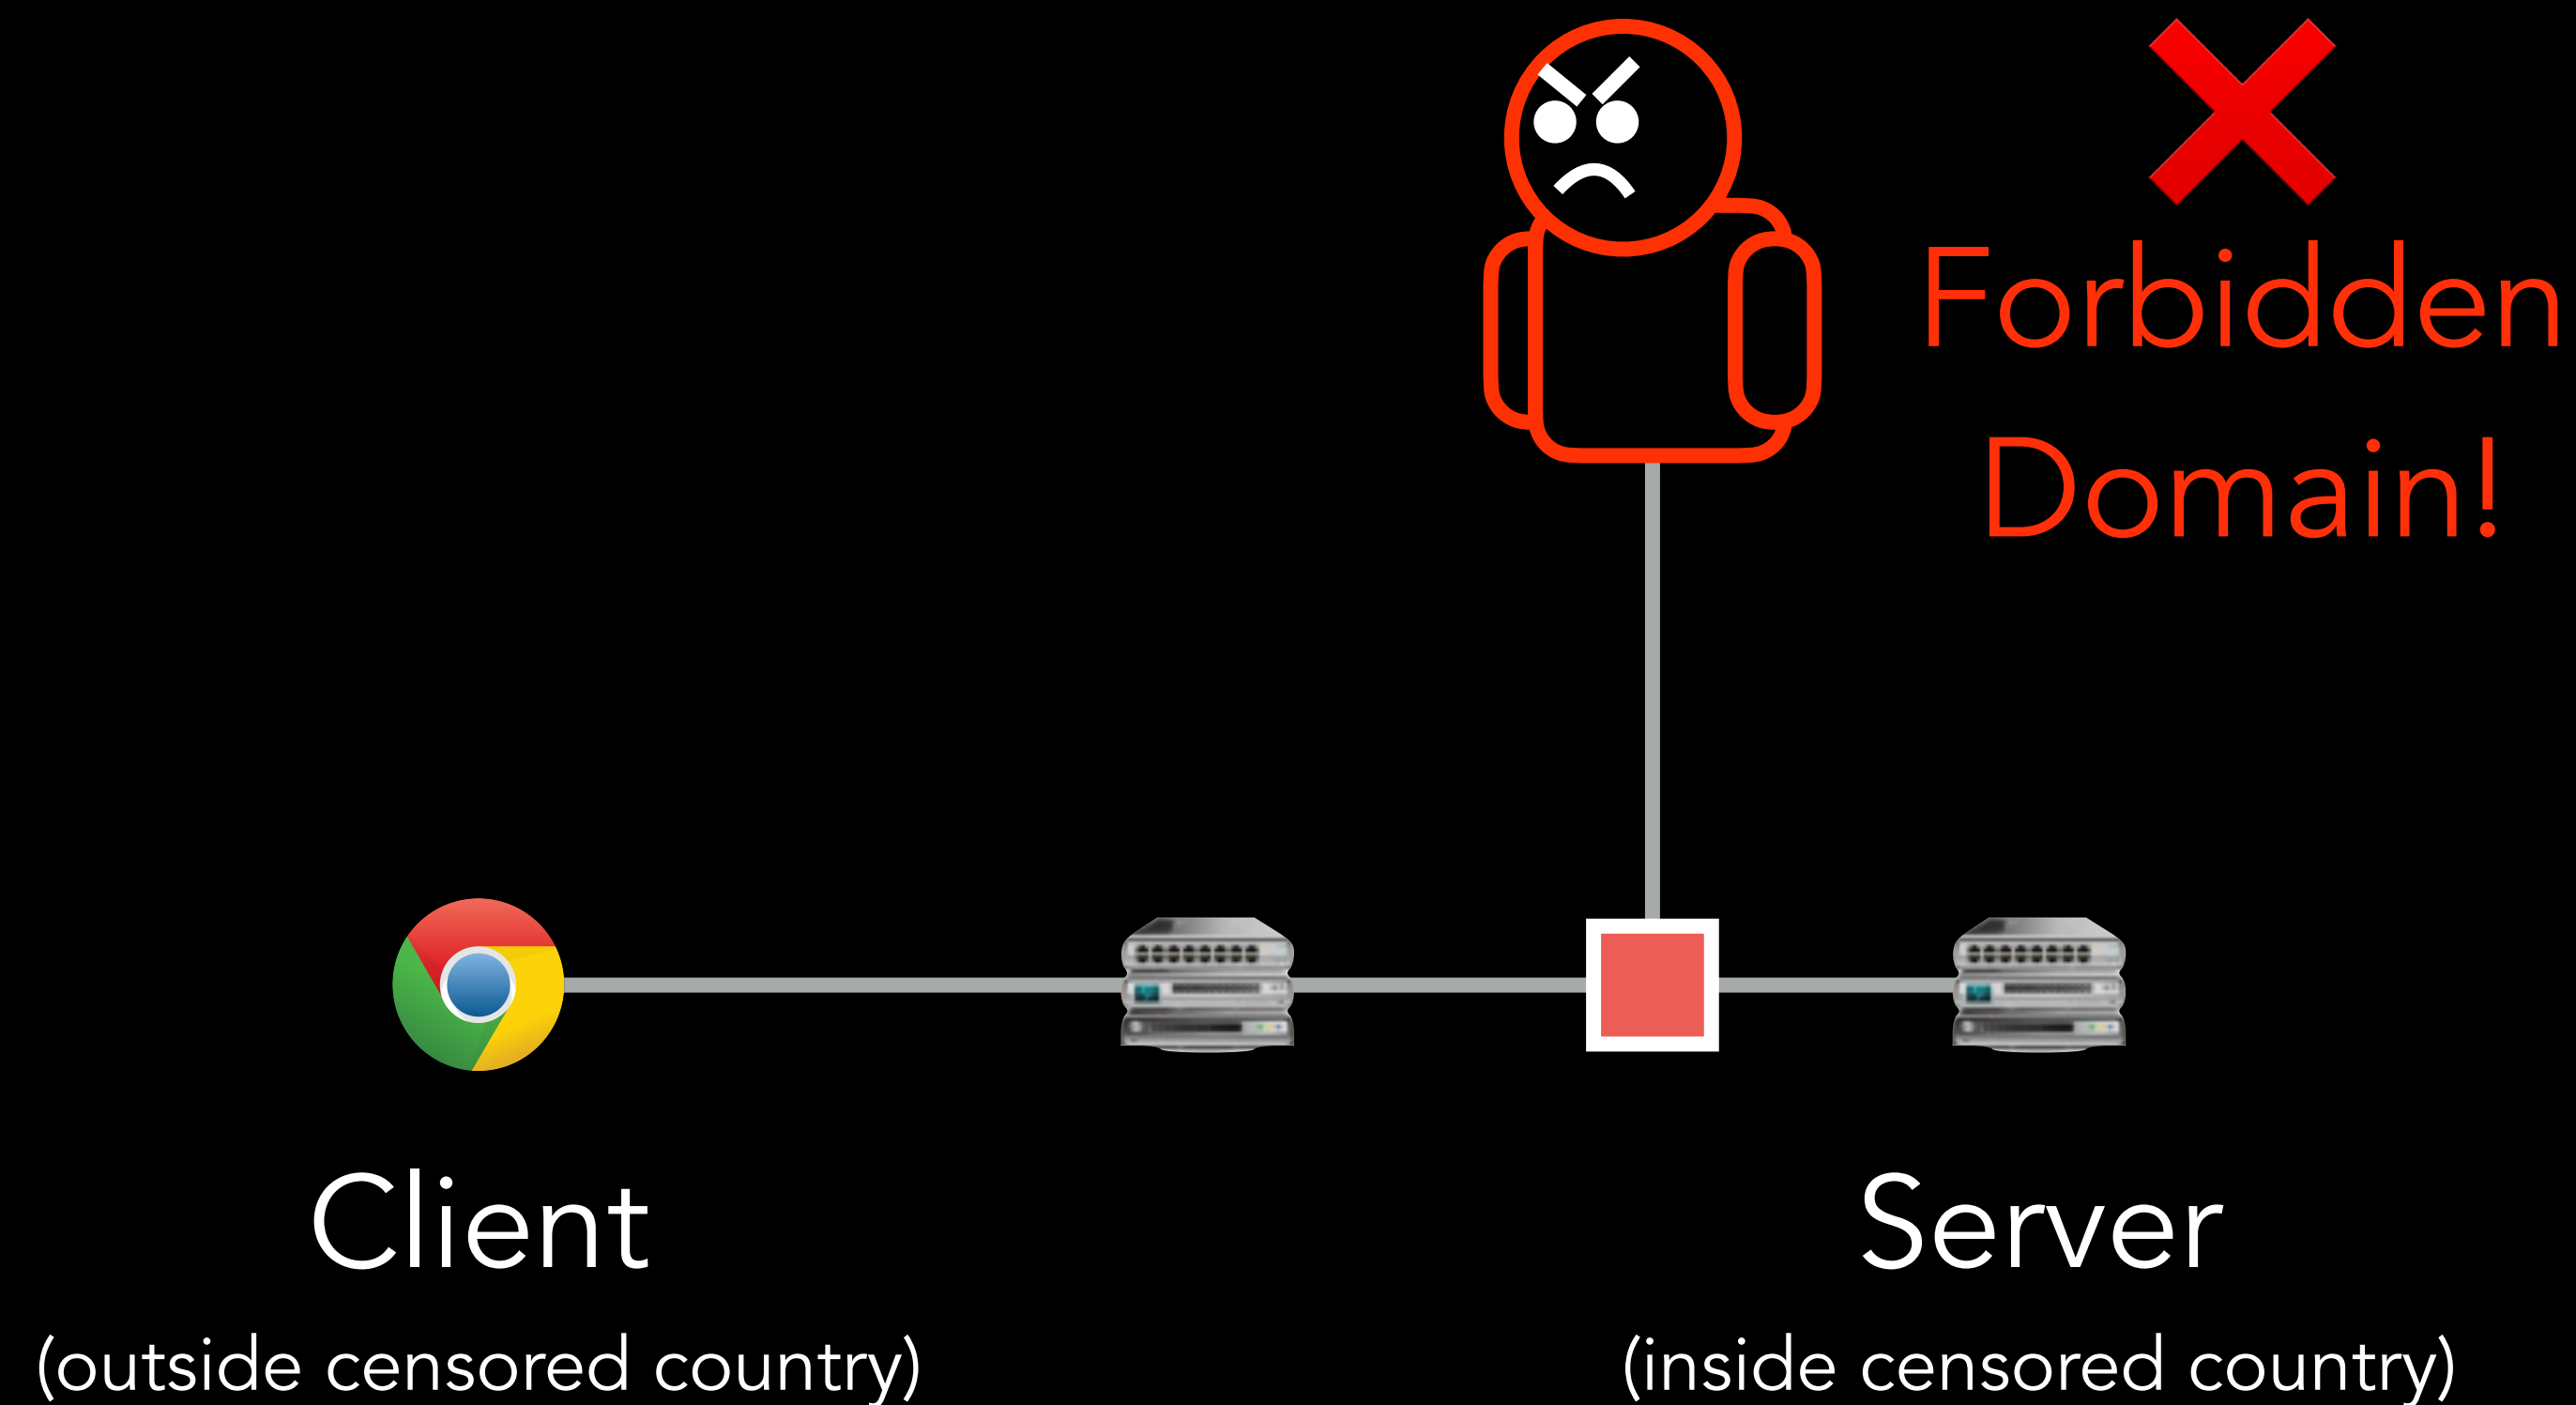 Forbidden
Domain!
Client
Server
(outside censored country)
(inside censored country)